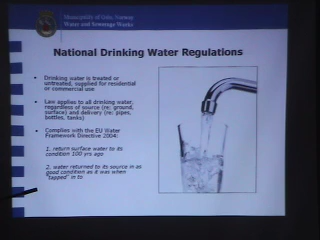 Municipality of Oslo, Norway
Water and Sewerage Works
National Drinking Water Regulations
• Drinking water is treated or
untreated, supplied for residential
or commercial use
• Law applies to all drinking water,
regardless of source (re: ground,
surface) and delivery (re: pipes,
bottles, tanks)
• Complies with the EU Water
Framework Directive 2004:
1. return surface water to its
condition 100 yrs ago
2. water returned to its source in as
good condition as it was when
"tapped" in to